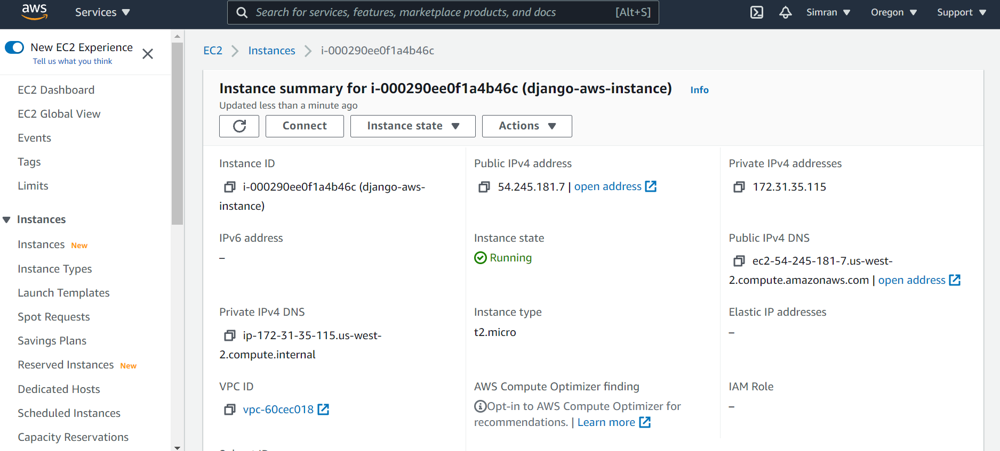 aws
Services
Search for services, features, marketplace products, and docs
[Alt+S]
Simran
Oregon
Support
New EC2 Experience
Tell us what you think
EC2 Dashboard
EC2 Global View
Events
Tags
Limits
Instances
Instances New
Instance Types
Launch Templates
Spot Requests
Savings Plans
Reserved Instances New
Dedicated Hosts
Scheduled Instances
Capacity Reservations
EC2
Instances
i-000290ee0f1a4b46c
Instance summary for i-000290ee0f1a4b46c (django-aws-instance) Info
Updated less than a minute ago
Connect
Instance state
Actions
Instance ID
i-000290ee0f1a4b46c (django-aws-
instance)
Public IPv4 address
54.245.181.7 | open address
Private IPv4 addresses
172.31.35.115
IPv6 address
–
Instance state
Running
Public IPv4 DNS
ec2-54-245-181-7.us-west-
2.compute.amazonaws.com | open address
Private IPv4 DNS
ip-172-31-35-115.us-west-
2.compute.internal
Instance type
t2.micro
Elastic IP addresses
–
VPC ID
vpc-60cec018
AWS Compute Optimizer finding
Opt-in to AWS Compute Optimizer for
recommendations. | Learn more
IAM Role
–